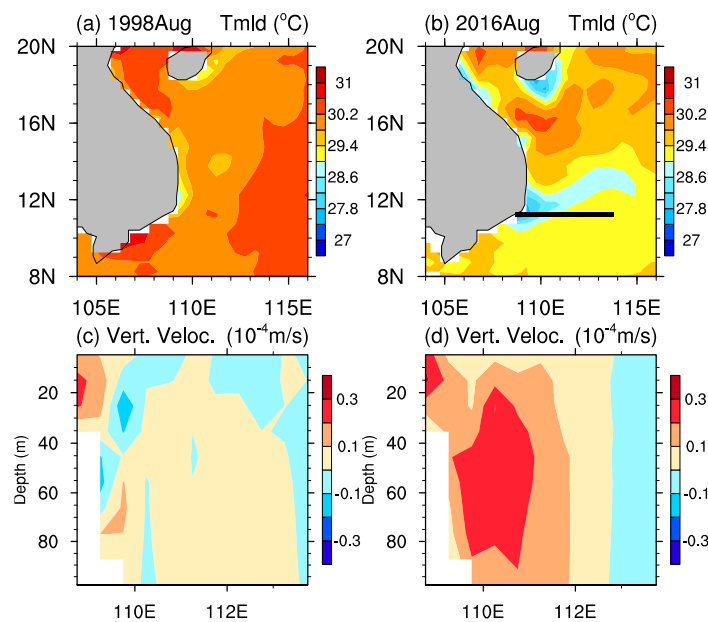 (a) 1998Aug Tmld (°C)
(b) 2016Aug Tmld (°C)
20N
16N
12N
8N
105E 110E 115E
31
30.2
29.4
28.6
27.8
27
20N
16N
12N
8N
105E 110E 115E
31
30.2
29.4
28.6
27.8
27
(c) Vert. Veloc. (10⁻⁴m/s)
(d) Vert. Veloc. (10⁻⁴m/s)
Depth (m)
20
40
60
80
110E 112E
0.3
0.1
-0.1
-0.3
Depth (m)
20
40
60
80
110E 112E
0.3
0.1
-0.1
-0.3